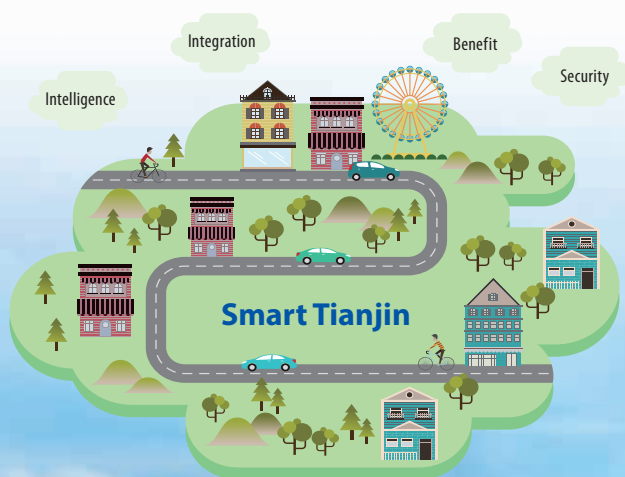 Integration
Benefit
Security
Intelligence
Smart Tianjin